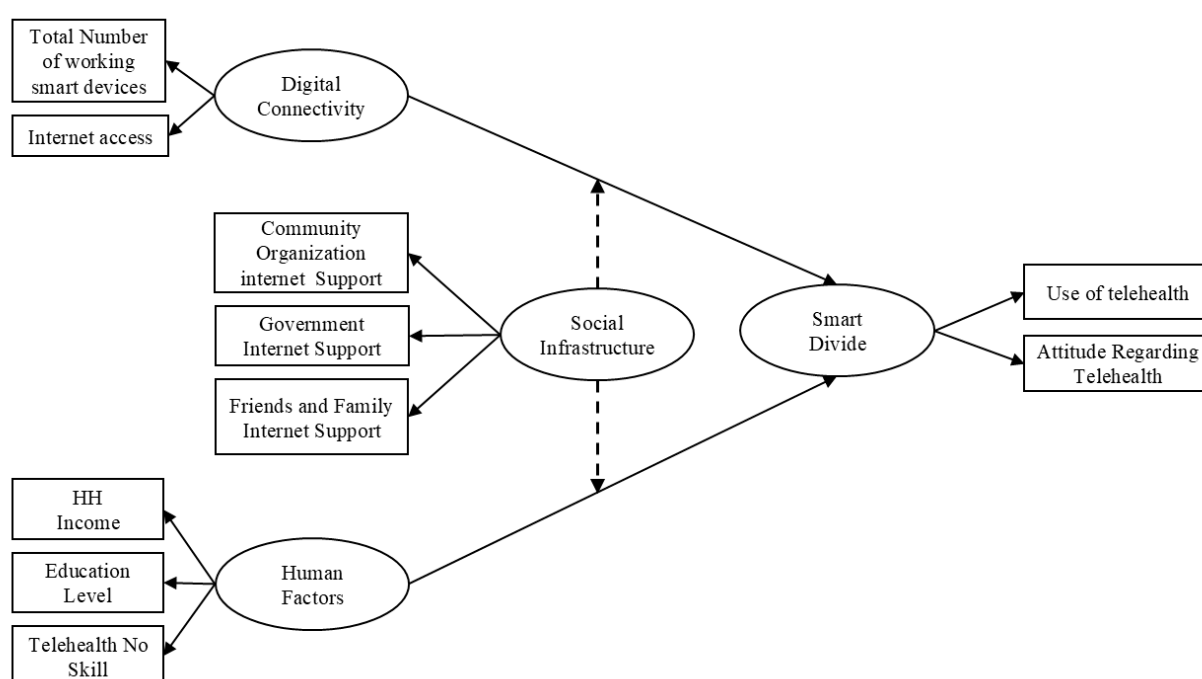 Total Number
of working
smart devices
Internet access
Digital
Connectivity
Community
Organization
internet Support
Government
Internet Support
Friends and Family
Internet Support
Social
Infrastructure
Smart
Divide
Use of telehealth
Attitude Regarding
Telehealth
HH
Income
Education
Level
Telehealth No
Skill
Human
Factors